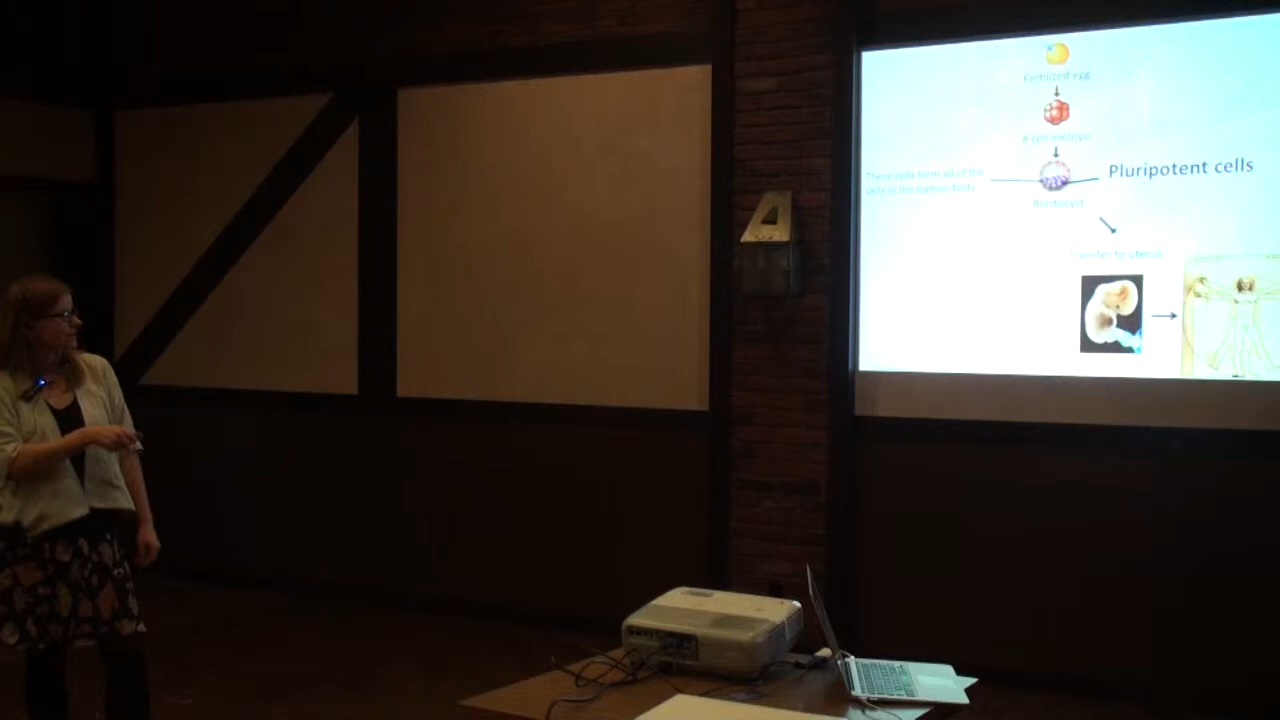 Fertilized egg
8 cell embryo
These cells form all of the
cells in the human body
Pluripotent cells
Blastocyst
Transfer to uterus